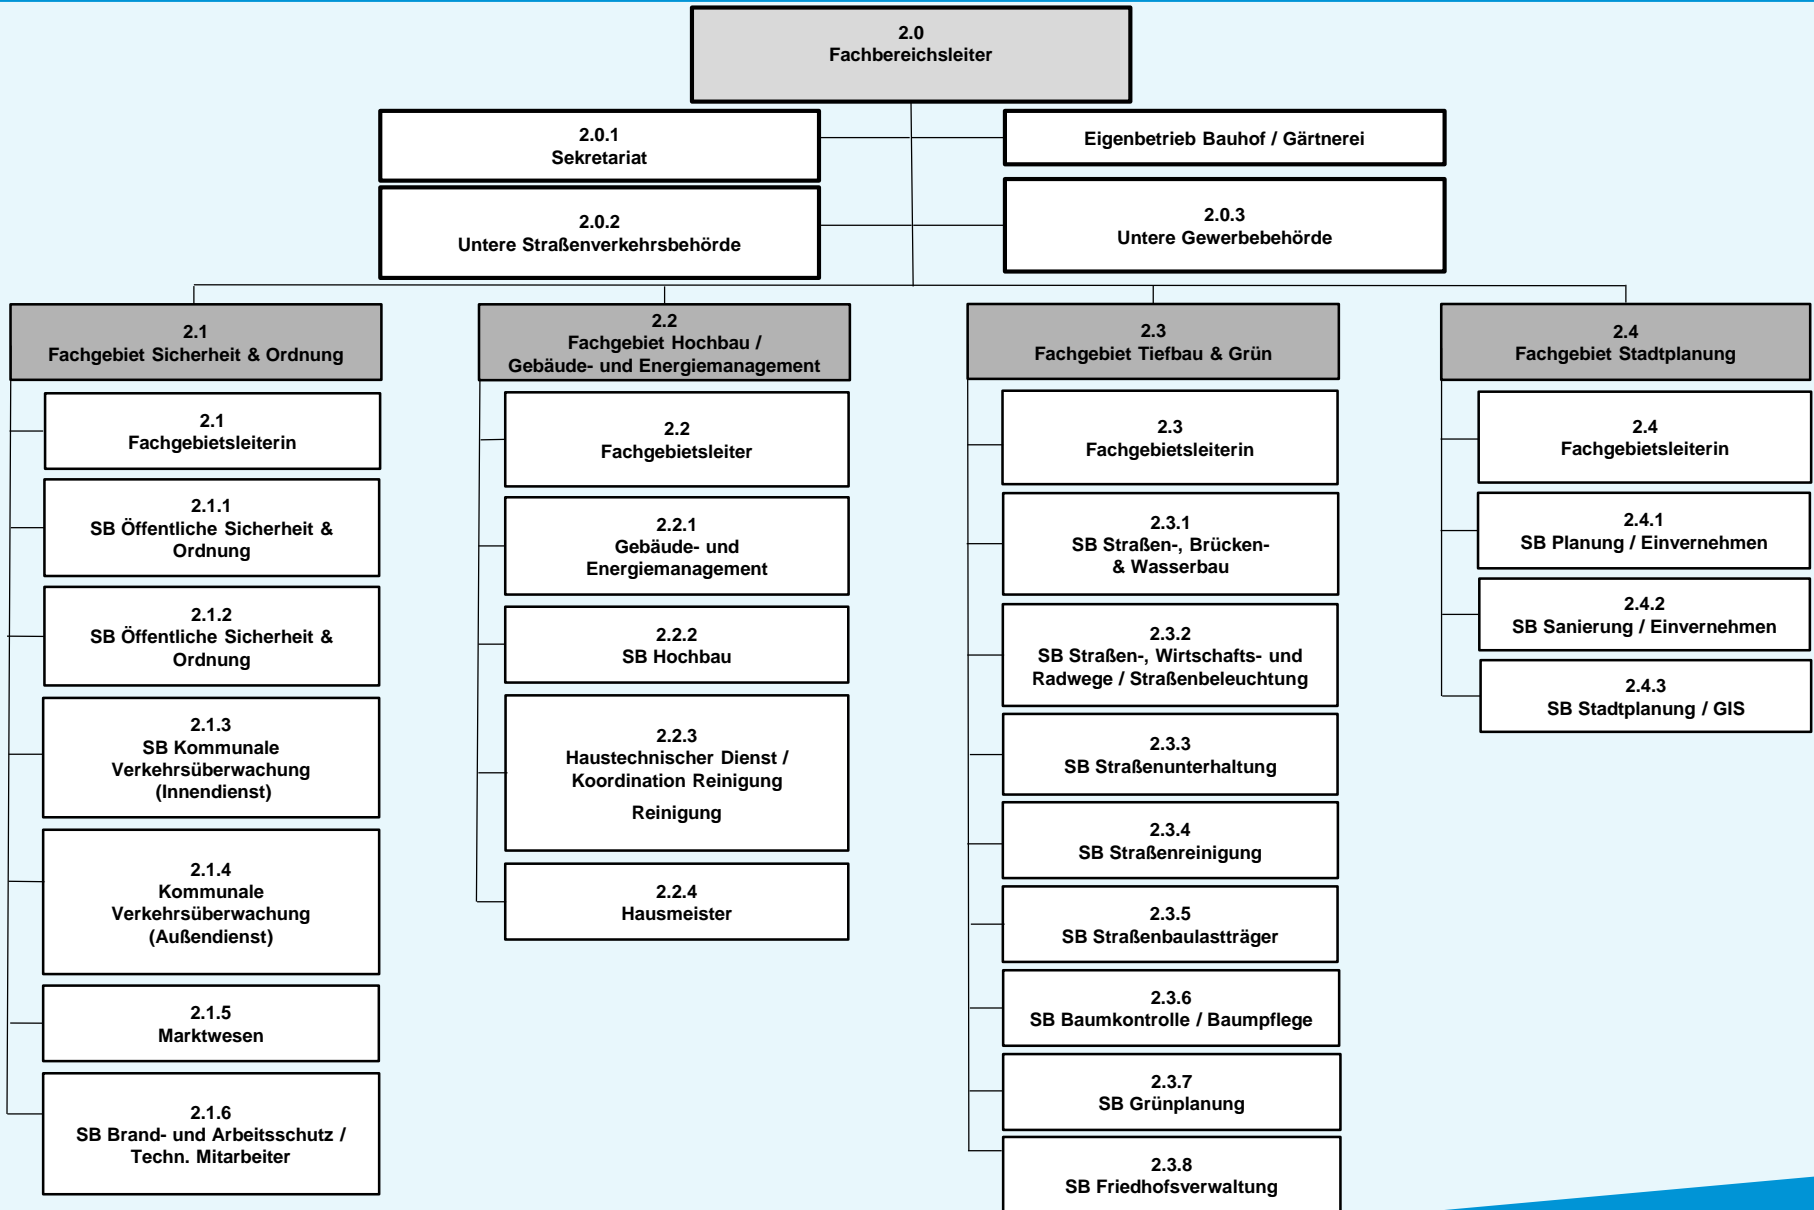 2.0
Fachbereichsleiter
2.0.1
Sekretariat
Eigenbetrieb Bauhof / Gärtnerei
2.0.2
Untere Straßenverkehrsbehörde
2.0.3
Untere Gewerbebehörde
2.1
Fachgebiet Sicherheit & Ordnung
2.1
Fachgebietsleiterin
2.1.1
SB Öffentliche Sicherheit &
Ordnung
2.1.2
SB Öffentliche Sicherheit &
Ordnung
2.1.3
SB Kommunale
Verkehrsüberwachung
(Innendienst)
2.1.4
Kommunale
Verkehrsüberwachung
(Außendienst)
2.1.5
Marktwesen
2.1.6
SB Brand- und Arbeitsschutz /
Techn. Mitarbeiter
2.2
Fachgebiet Hochbau /
Gebäude- und Energiemanagement
2.2
Fachgebietsleiter
2.2.1
Gebäude- und
Energiemanagement
2.2.2
SB Hochbau
2.2.3
Haustechnischer Dienst /
Koordination Reinigung
Reinigung
2.2.4
Hausmeister
2.3
Fachgebiet Tiefbau & Grün
2.3
Fachgebietsleiterin
2.3.1
SB Straßen-, Brücken-
& Wasserbau
2.3.2
SB Straßen-, Wirtschafts- und
Radwege / Straßenbeleuchtung
2.3.3
SB Straßenunterhaltung
2.3.4
SB Straßenreinigung
2.3.5
SB Straßenbaulastträger
2.3.6
SB Baumkontrolle / Baumpflege
2.3.7
SB Grünplanung
2.3.8
SB Friedhofsverwaltung
2.4
Fachgebiet Stadtplanung
2.4
Fachgebietsleiterin
2.4.1
SB Planung / Einvernehmen
2.4.2
SB Sanierung / Einvernehmen
2.4.3
SB Stadtplanung / GIS